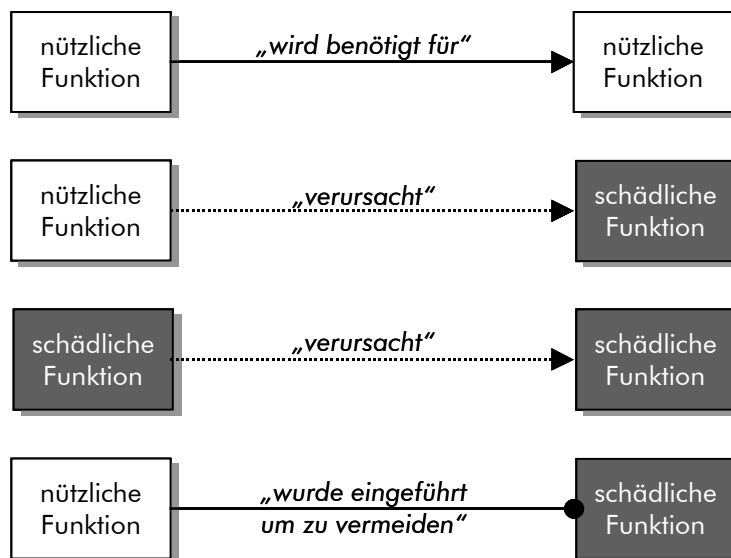 nützliche
Funktion
„wird benötigt für“
nützliche
Funktion
nützliche
Funktion
„verursacht“
schädliche
Funktion
schädliche
Funktion
„verursacht“
schädliche
Funktion
nützliche
Funktion
„wurde eingeführt
um zu vermeiden“
schädliche
Funktion